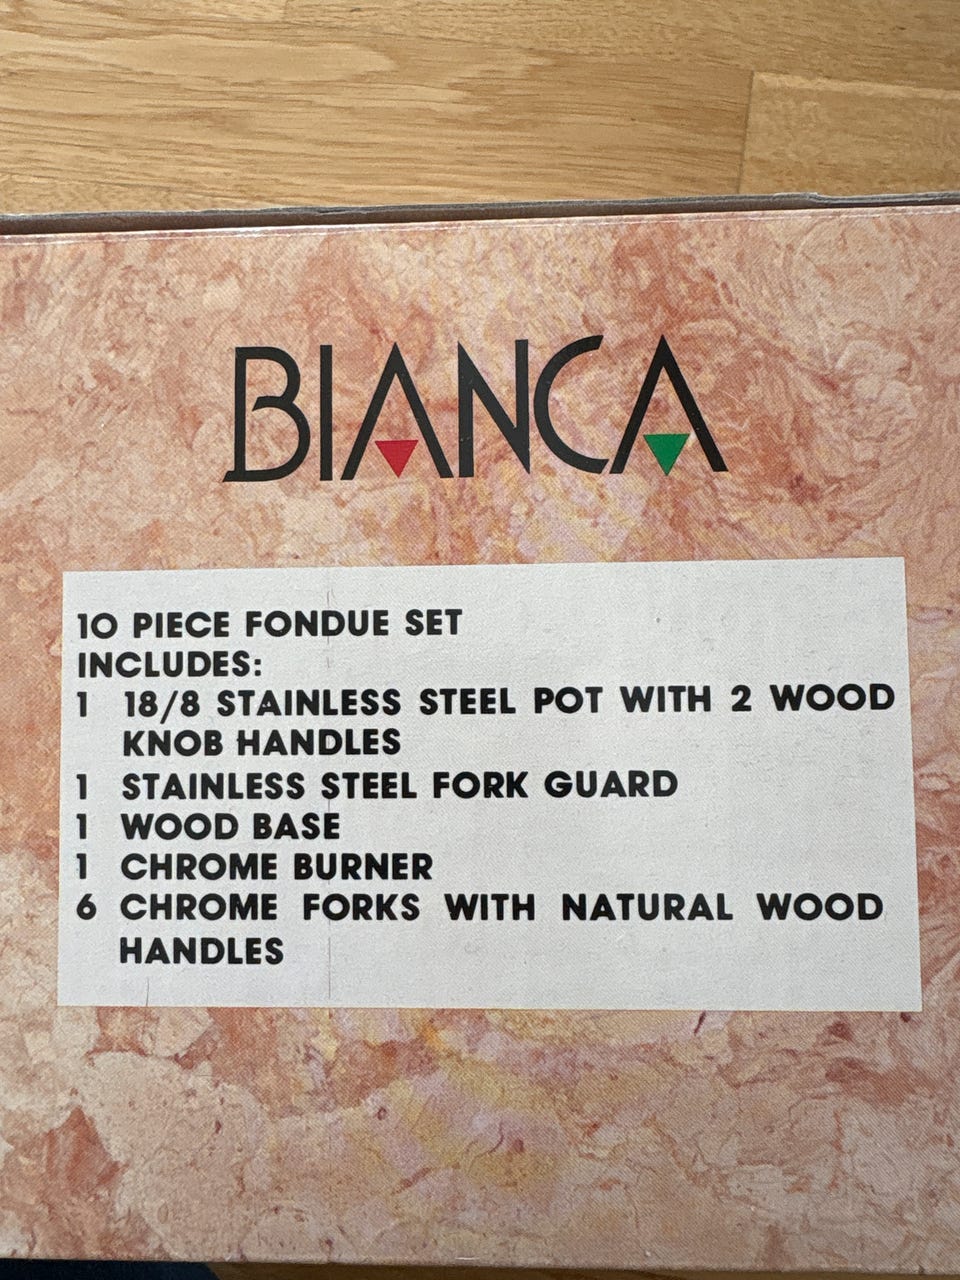 BIANCA
10 PIECE FONDUE SET
INCLUDES:
1 18/8 STAINLESS STEEL POT WITH 2 WOOD
KNOB HANDLES
1 STAINLESS STEEL FORK GUARD
1 WOOD BASE
1 CHROME BURNER
6 CHROME FORKS WITH NATURAL WOOD
HANDLES